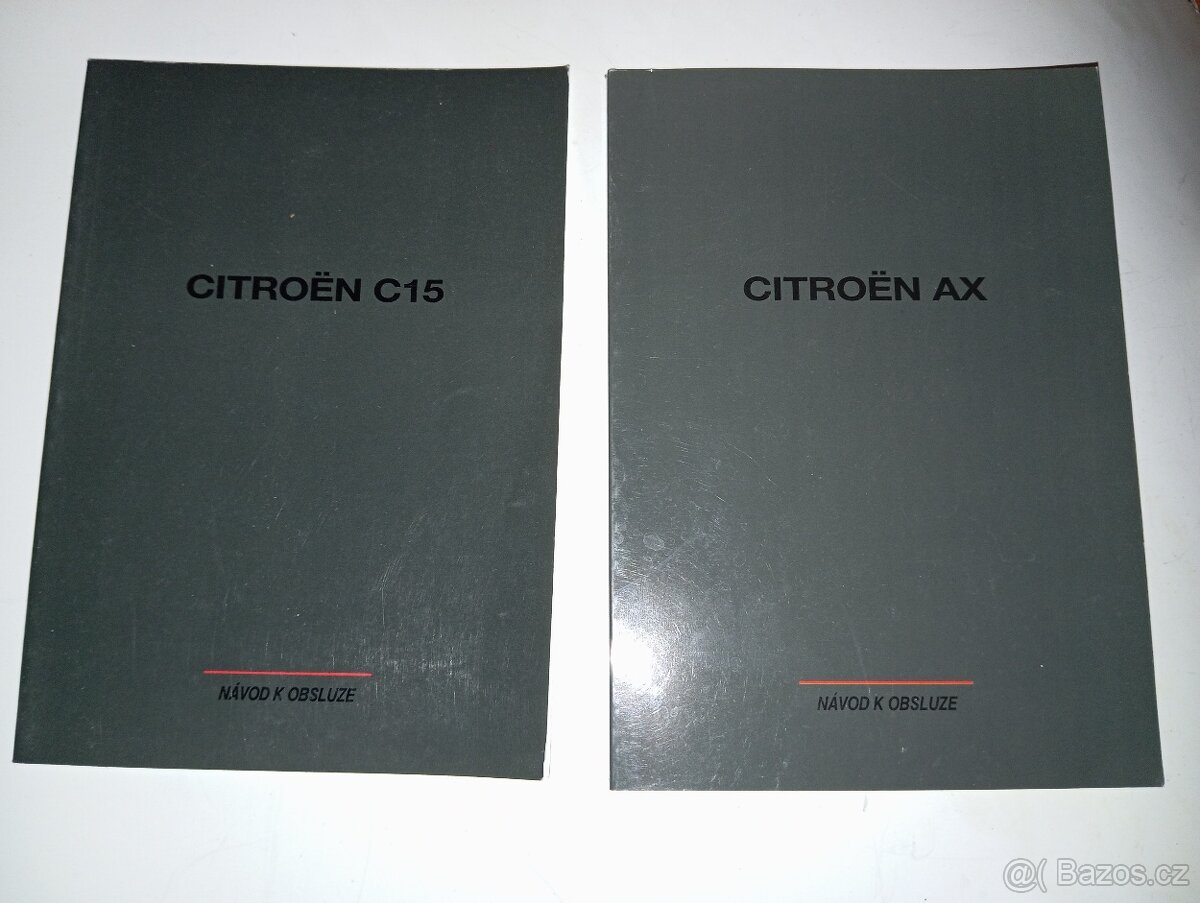 CITROËN C15
NÁVOD K OBSLUZE
CITROËN AX
NÁVOD K OBSLUZE
@( Bazos.cz